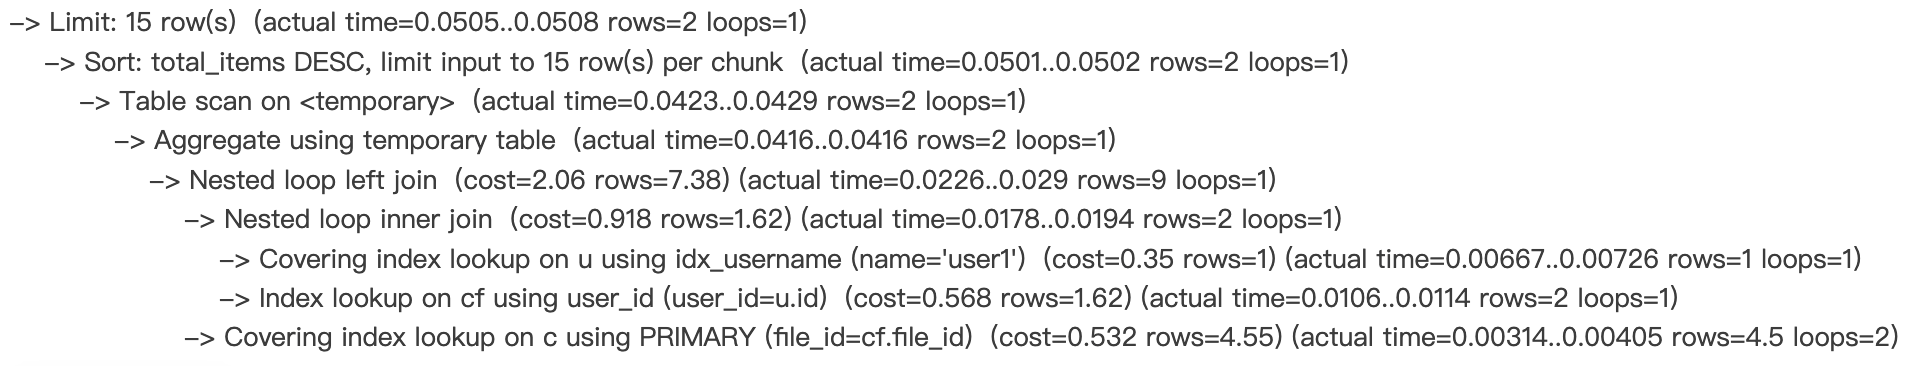 –> Limit: 15 row(s)  (actual time=0.0505..0.0508 rows=2 loops=1)
–> Sort: total_items DESC, limit input to 15 row(s) per chunk  (actual time=0.0501..0.0502 rows=2 loops=1)
–> Table scan on <temporary>  (actual time=0.0423..0.0429 rows=2 loops=1)
–> Aggregate using temporary table  (actual time=0.0416..0.0416 rows=2 loops=1)
–> Nested loop left join  (cost=2.06 rows=7.38) (actual time=0.0226..0.029 rows=9 loops=1)
–> Nested loop inner join  (cost=0.918 rows=1.62) (actual time=0.0178..0.0194 rows=2 loops=1)
–> Covering index lookup on u using idx_username (name='user1')  (cost=0.35 rows=1) (actual time=0.00667..0.00726 rows=1 loops=1)
–> Index lookup on cf using user_id (user_id=u.id)  (cost=0.568 rows=1.62) (actual time=0.0106..0.0114 rows=2 loops=1)
–> Covering index lookup on c using PRIMARY (file_id=cf.file_id)  (cost=0.532 rows=4.55) (actual time=0.00314..0.00405 rows=4.5 loops=2)